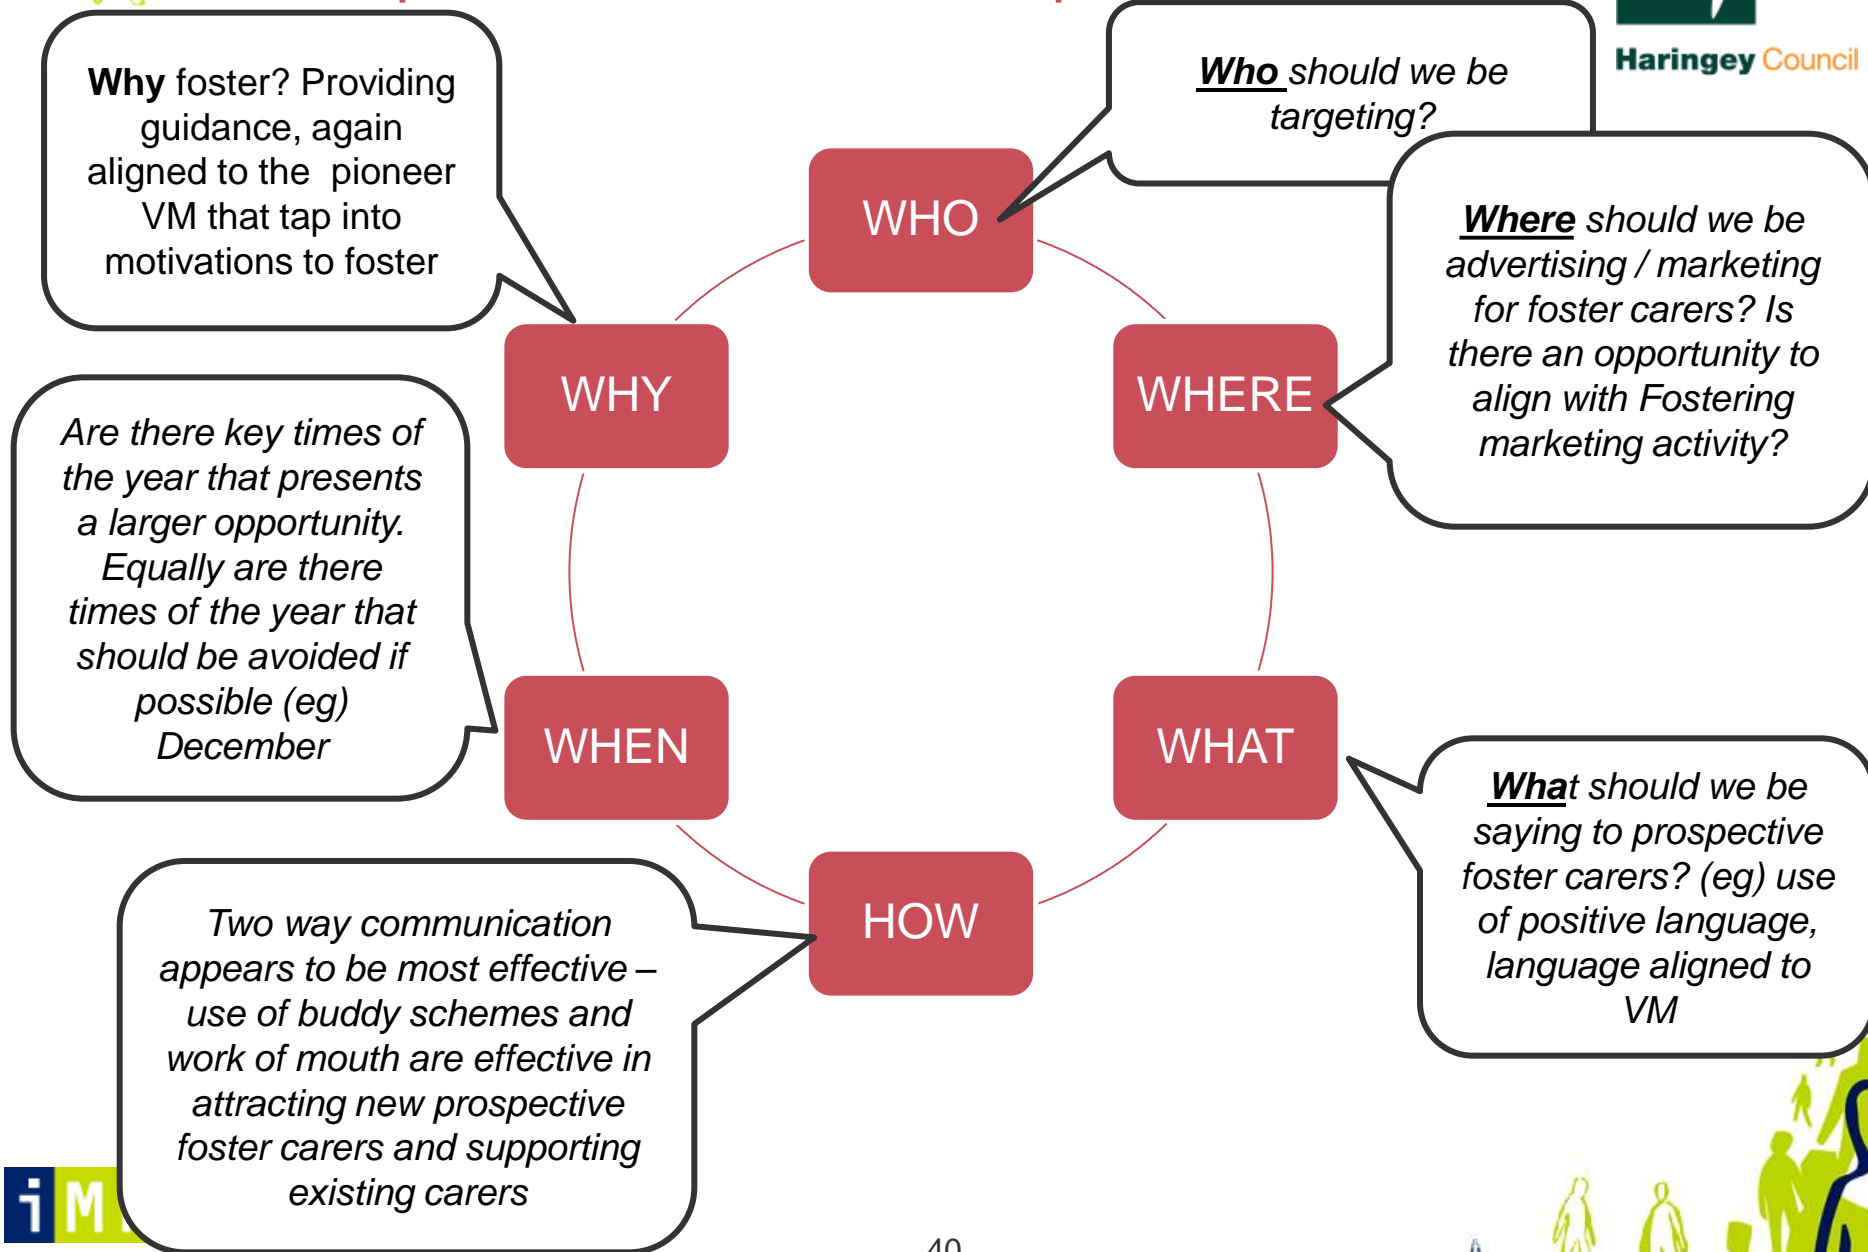 Haringey Council
Why foster? Providing
guidance, again
aligned to the pioneer
VM that tap into
motivations to foster
Who should we be
targeting?
Where should we be
advertising / marketing
for foster carers? Is
there an opportunity to
align with Fostering
marketing activity?
WHO
WHY
WHERE
Are there key times of
the year that presents
a larger opportunity.
Equally are there
times of the year that
should be avoided if
possible (eg)
December
WHEN
WHAT
What should we be
saying to prospective
foster carers? (eg) use
of positive language,
language aligned to
VM
HOW
Two way communication
appears to be most effective –
use of buddy schemes and
work of mouth are effective in
attracting new prospective
foster carers and supporting
existing carers
iM
40